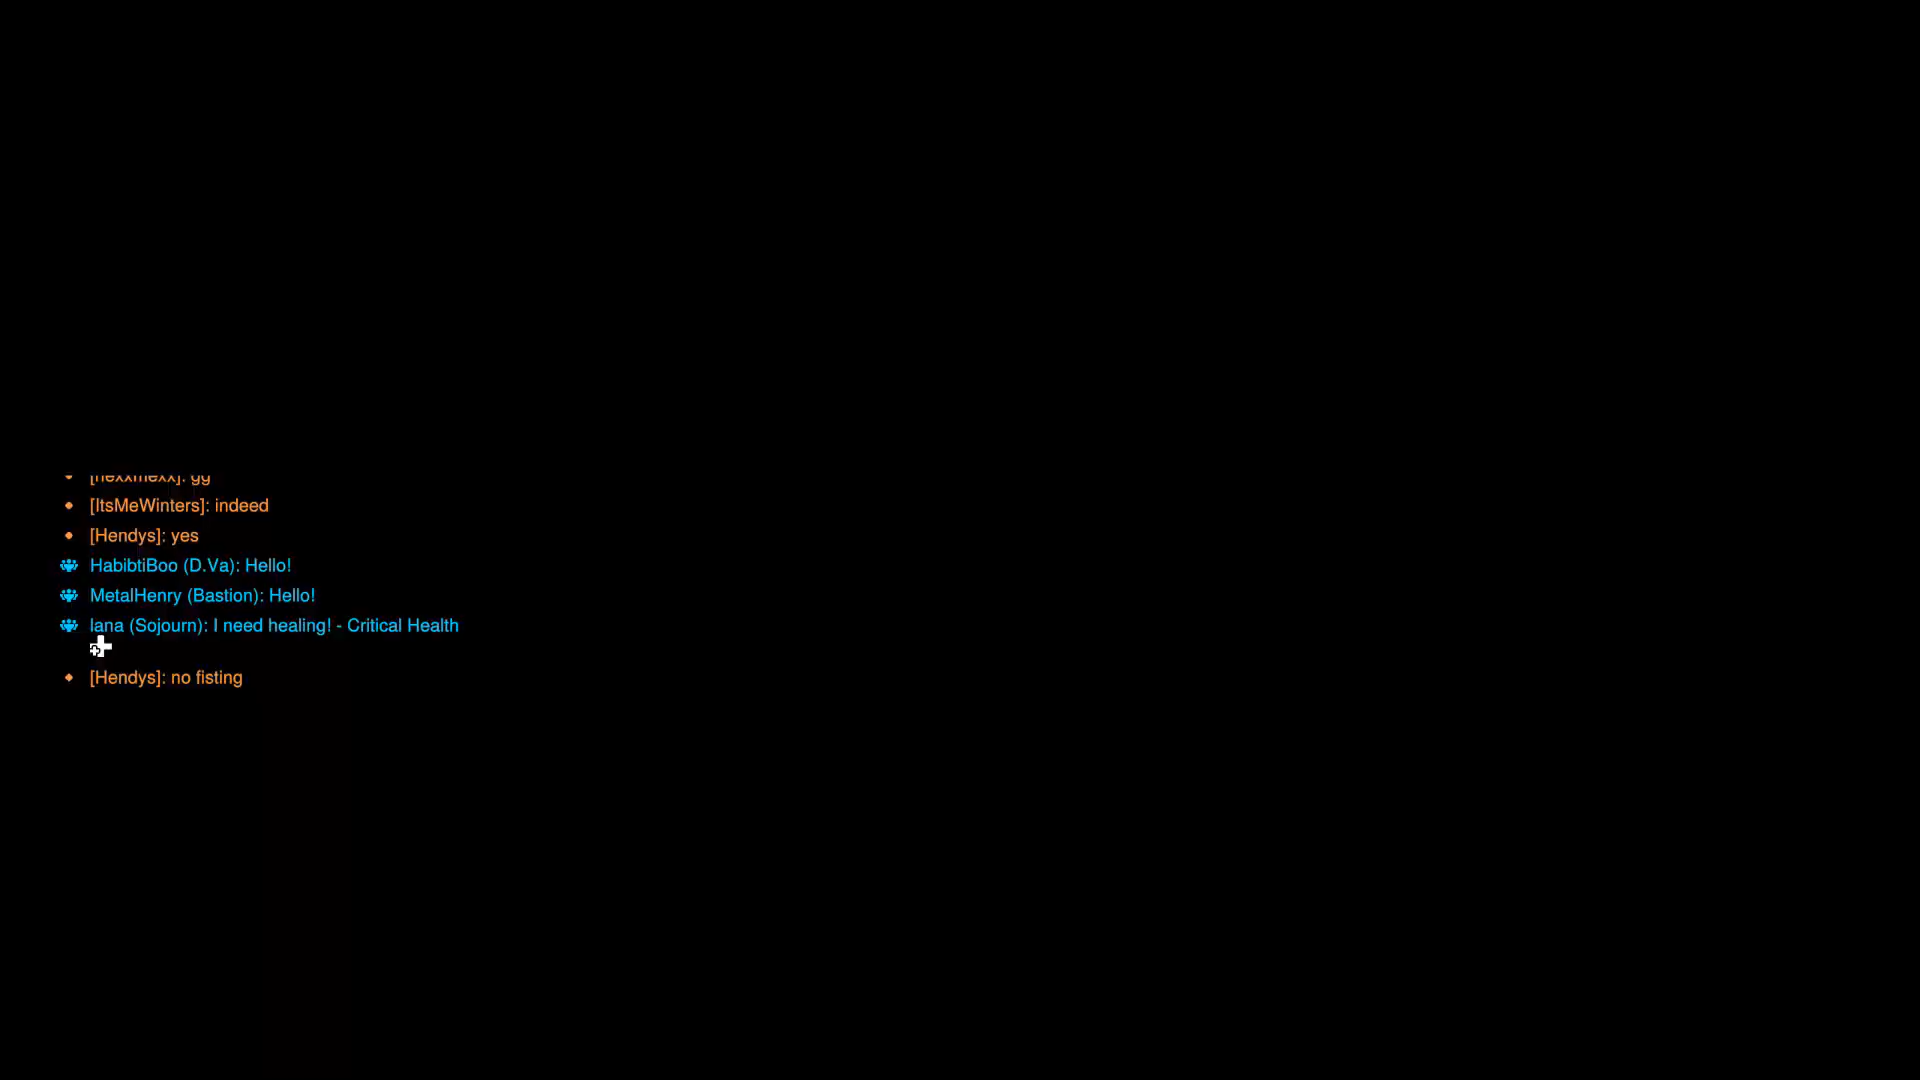 gg
[ItsMeWinters]: indeed
[Hendys]: yes
HabibtiBoo (D.Va): Hello!
MetalHenry (Bastion): Hello!
lana (Sojourn): I need healing! - Critical Health
[Hendys]: no fisting